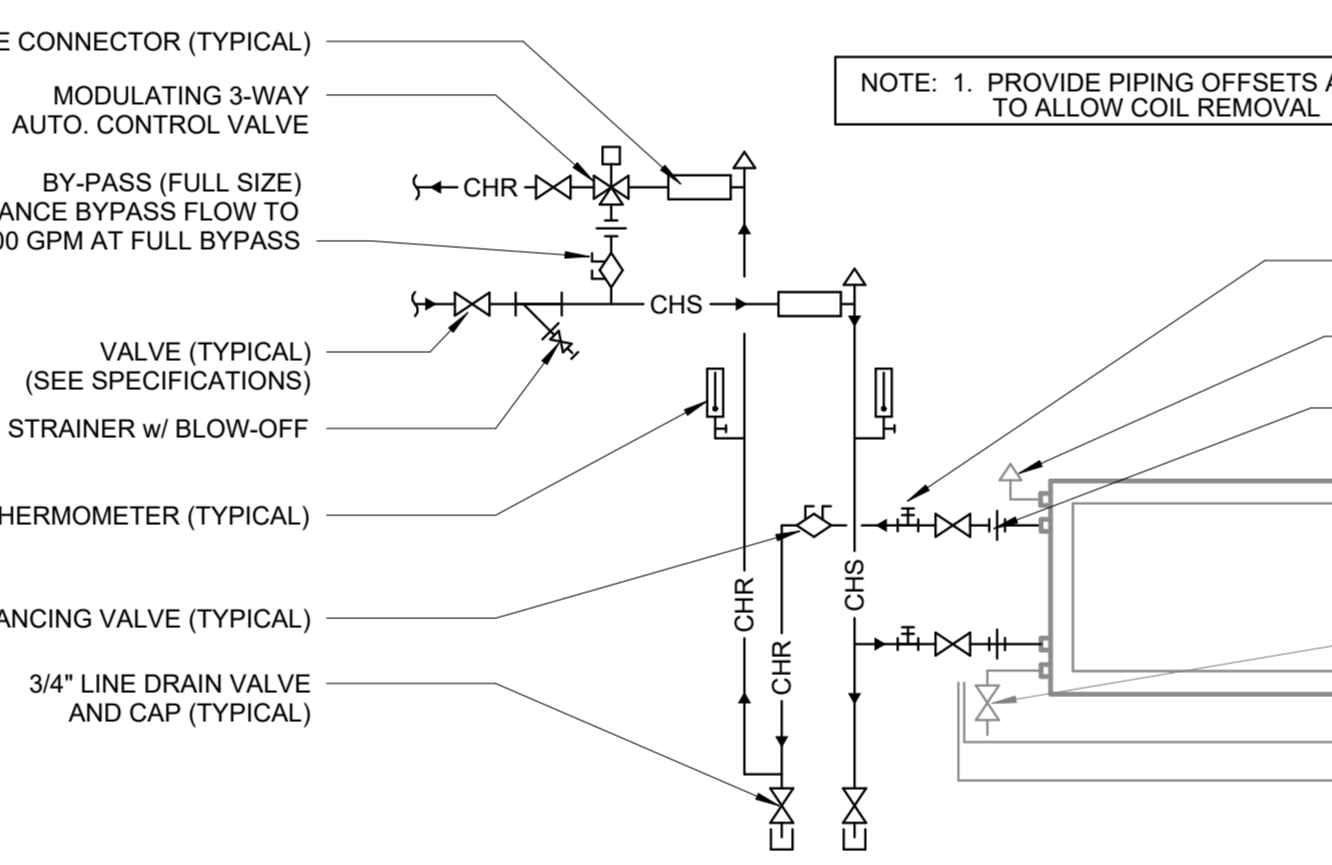 CONNECTOR (TYPICAL)
MODULATING 3-WAY
AUTO. CONTROL VALVE
BY-PASS (FULL SIZE)
BYPASS FLOW TO
GPM AT FULL BYPASS
VALVE (TYPICAL)
(SEE SPECIFICATIONS)
STRAINER w/ BLOW-OFF
HERMOMETER (TYPICAL)
ANCING VALVE (TYPICAL)
3/4" LINE DRAIN VALVE
AND CAP (TYPICAL)
NOTE: 1. PROVIDE PIPING OFFSETS
TO ALLOW COIL REMOVAL
CHR
CHS
CHR
CHR
CHS